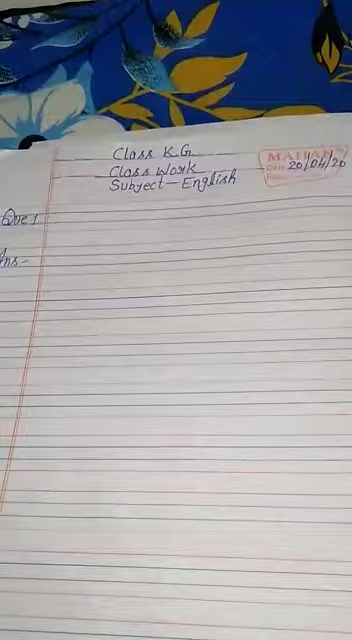 Class K.G
Class Work
Subject - English
Date 20/04/20
Que 1
Ans -